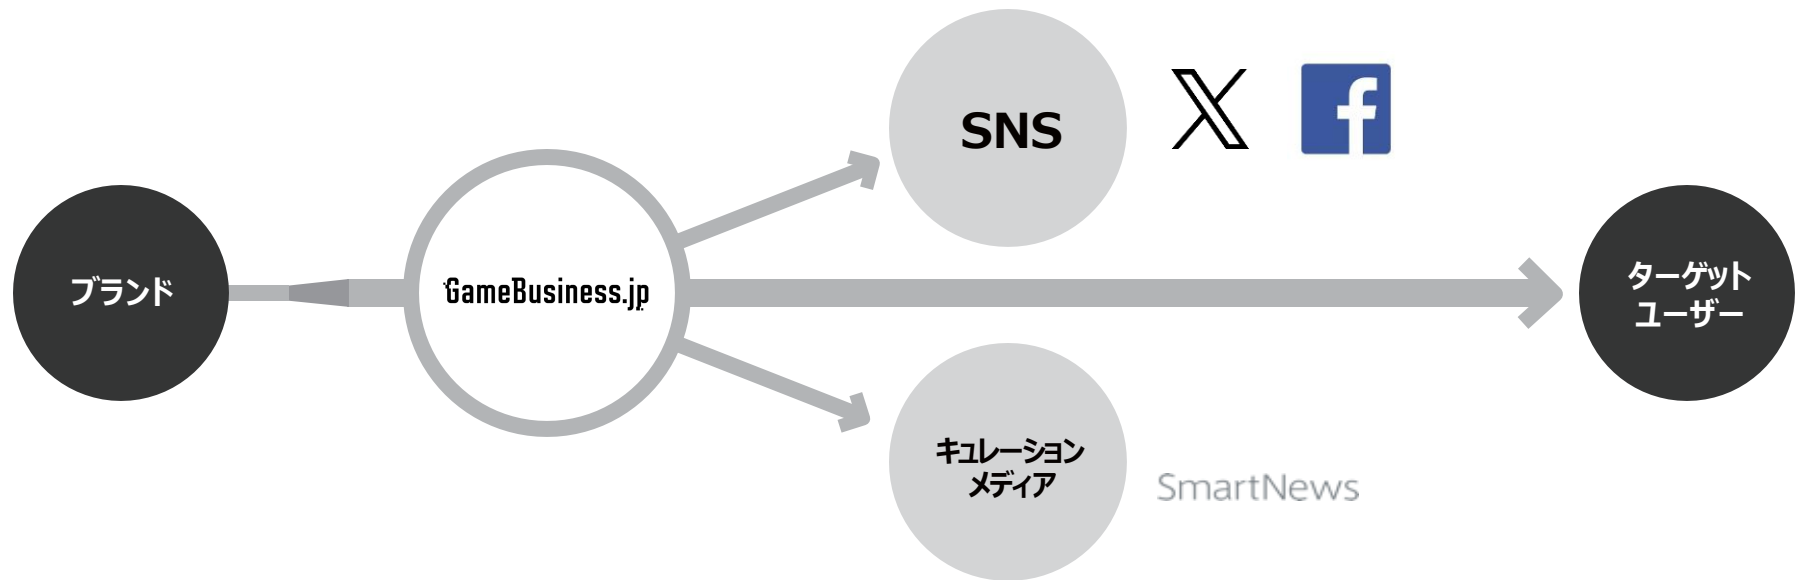 ブランド
GameBusiness.jp
SNS
X
f
キュレーション
メディア
SmartNews
ターゲット
ユーザー